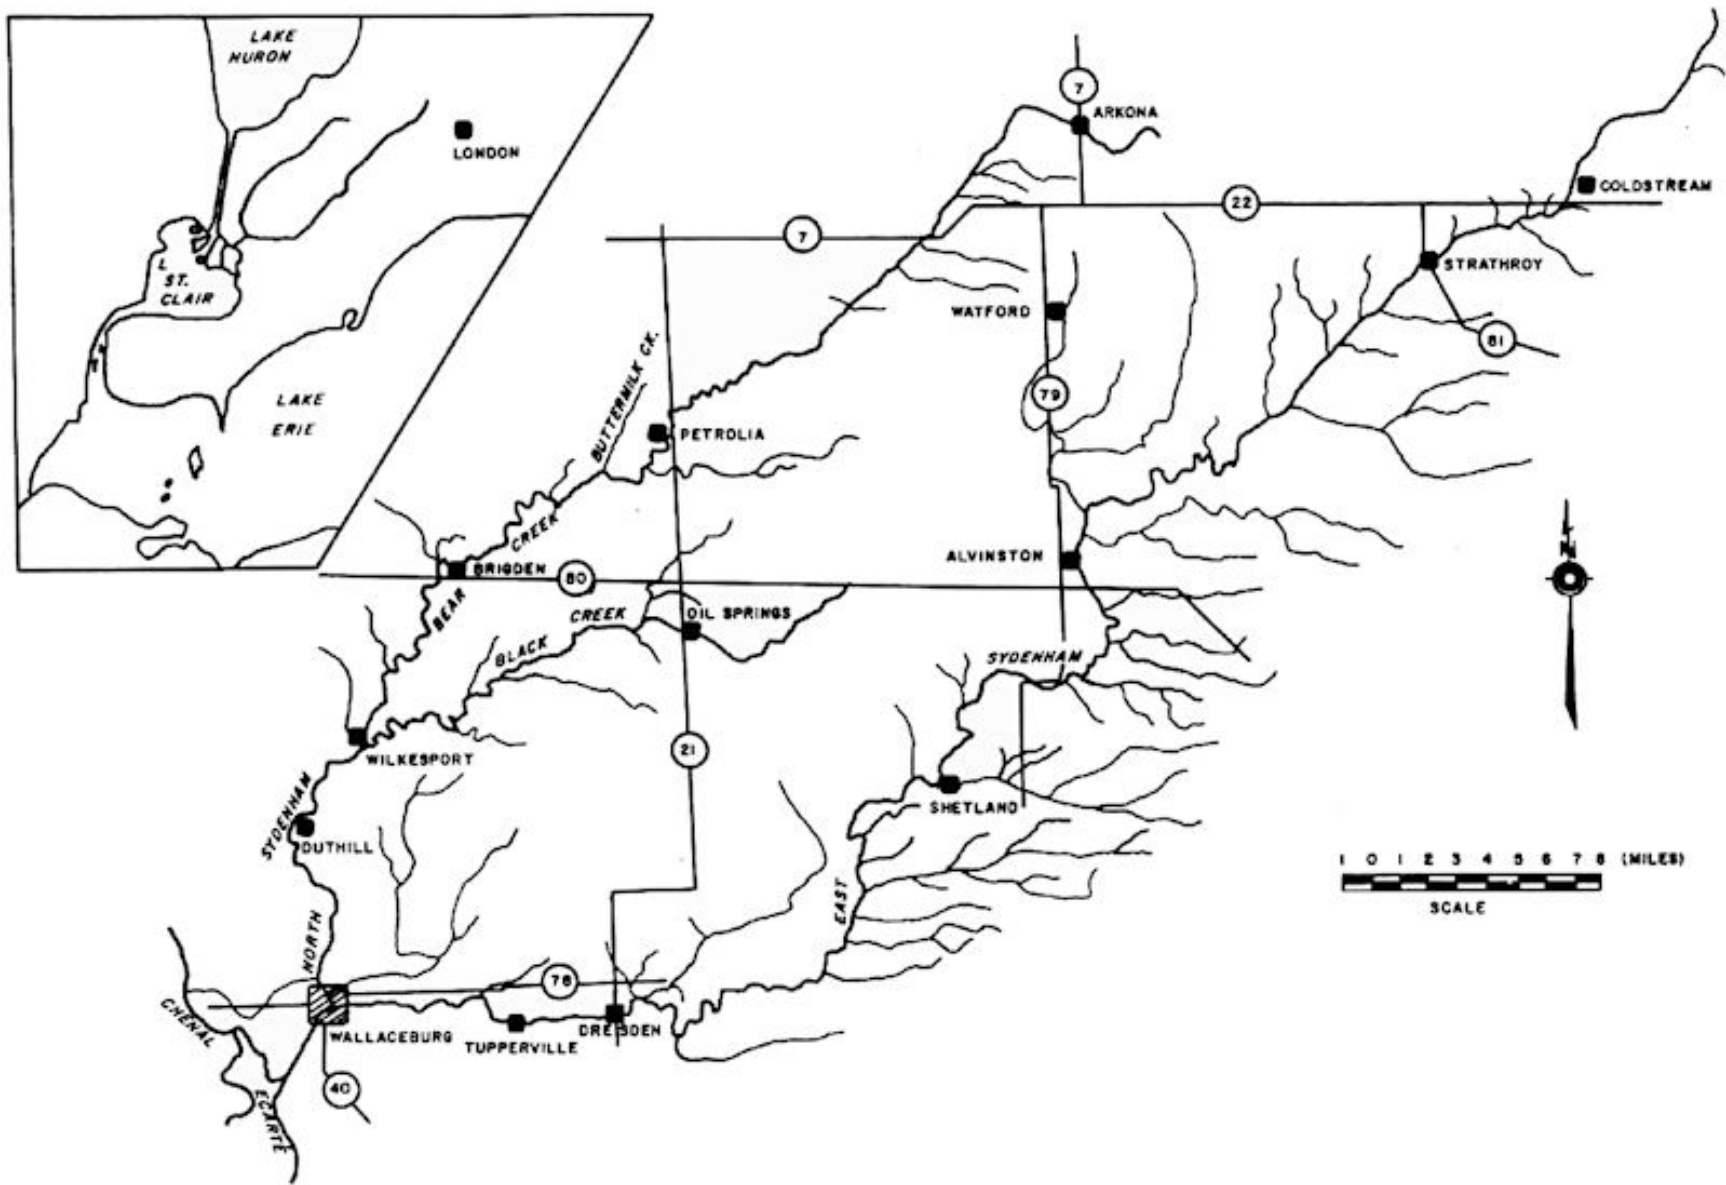 LAKE
HURON
LONDON
L
ST.
CLAIR
LAKE
ERIE
7
ARKONA
COLDSTREAM
22
7
STRATHROY
WATFORD
81
BUTTERMILK CK.
79
PETROLIA
CREEK
ALVINSTON
BRIGDEN
80
BEAR
CREEK
OIL SPRINGS
BLACK
SYDENHAM
N
WILKESPORT
21
SYDENHAM
SHETLAND
DUTHILL
1 0 1 2 3 4 5 6 7 8 (MILES)
SCALE
EAST
NORTH
78
CHENAL
WALLACEBURG
TUPPERVILLE
DRESDEN
40
ECARTE